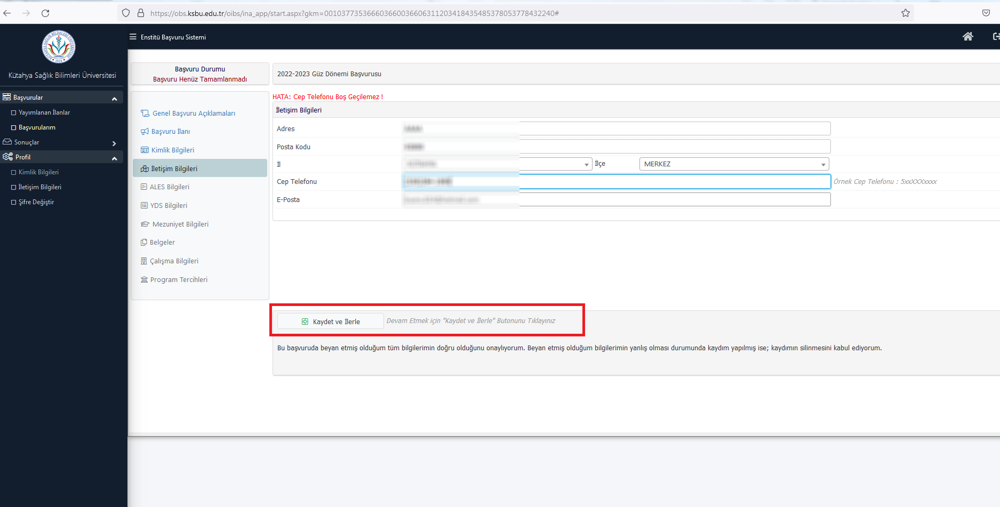 https://obs.ksbu.edu.tr/oibs/ina_app/start.aspx?gkm=0010377353666036600366063111203418435485378053778432240#
Enstitü Başvuru Sistemi
Kütahya Sağlık Bilimleri Üniversitesi
Başvurular
Yayımlanan İlanlar
Başvurularım
Sonuçlar
Profil
Kimlik Bilgileri
İletişim Bilgileri
Şifre Değiştir
Başvuru Durumu
Başvuru Henüz Tamamlanmadı
Genel Başvuru Açıklamaları
Başvuru İlanı
Kimlik Bilgileri
İletişim Bilgileri
ALES Bilgileri
YDS Bilgileri
Mezuniyet Bilgileri
Belgeler
Çalışma Bilgileri
Program Tercihleri
2022-2023 Güz Dönemi Başvurusu
HATA: Cep Telefonu Boş Geçilemez !
İletişim Bilgileri
Adres
Posta Kodu
İl
İlçe MERKEZ
Cep Telefonu Örnek Cep Telefonu : 5xxXXXxxxx
E-Posta
Kaydet ve İlerle Devam Etmek için "Kaydet ve İlerle" Butonunu Tıklayınız
Bu başvuruda beyan etmiş olduğum tüm bilgilerimin doğru olduğunu onaylıyorum. Beyan etmiş olduğum bilgilerimin yanlış olması durumunda kaydım yapılmış ise; kaydımın silinmesini kabul ediyorum.